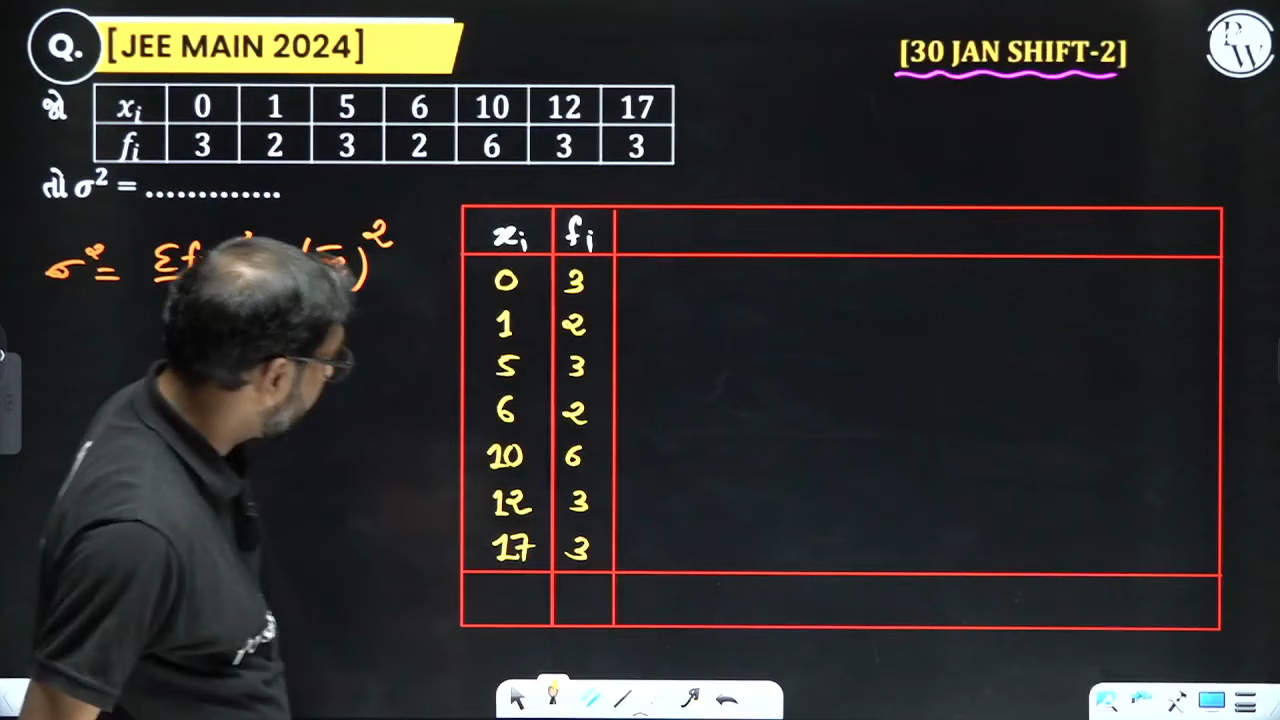 Q. [JEE MAIN 2024]
[30 JAN SHIFT-2]
PW
જો xᵢ 0 1 5 6 10 12 17
fᵢ 3 2 3 2 6 3 3
તો σ² = .............
σ² = Σf )²
xᵢ fᵢ
0 3
1 2
5 3
6 2
10 6
12 3
17 3